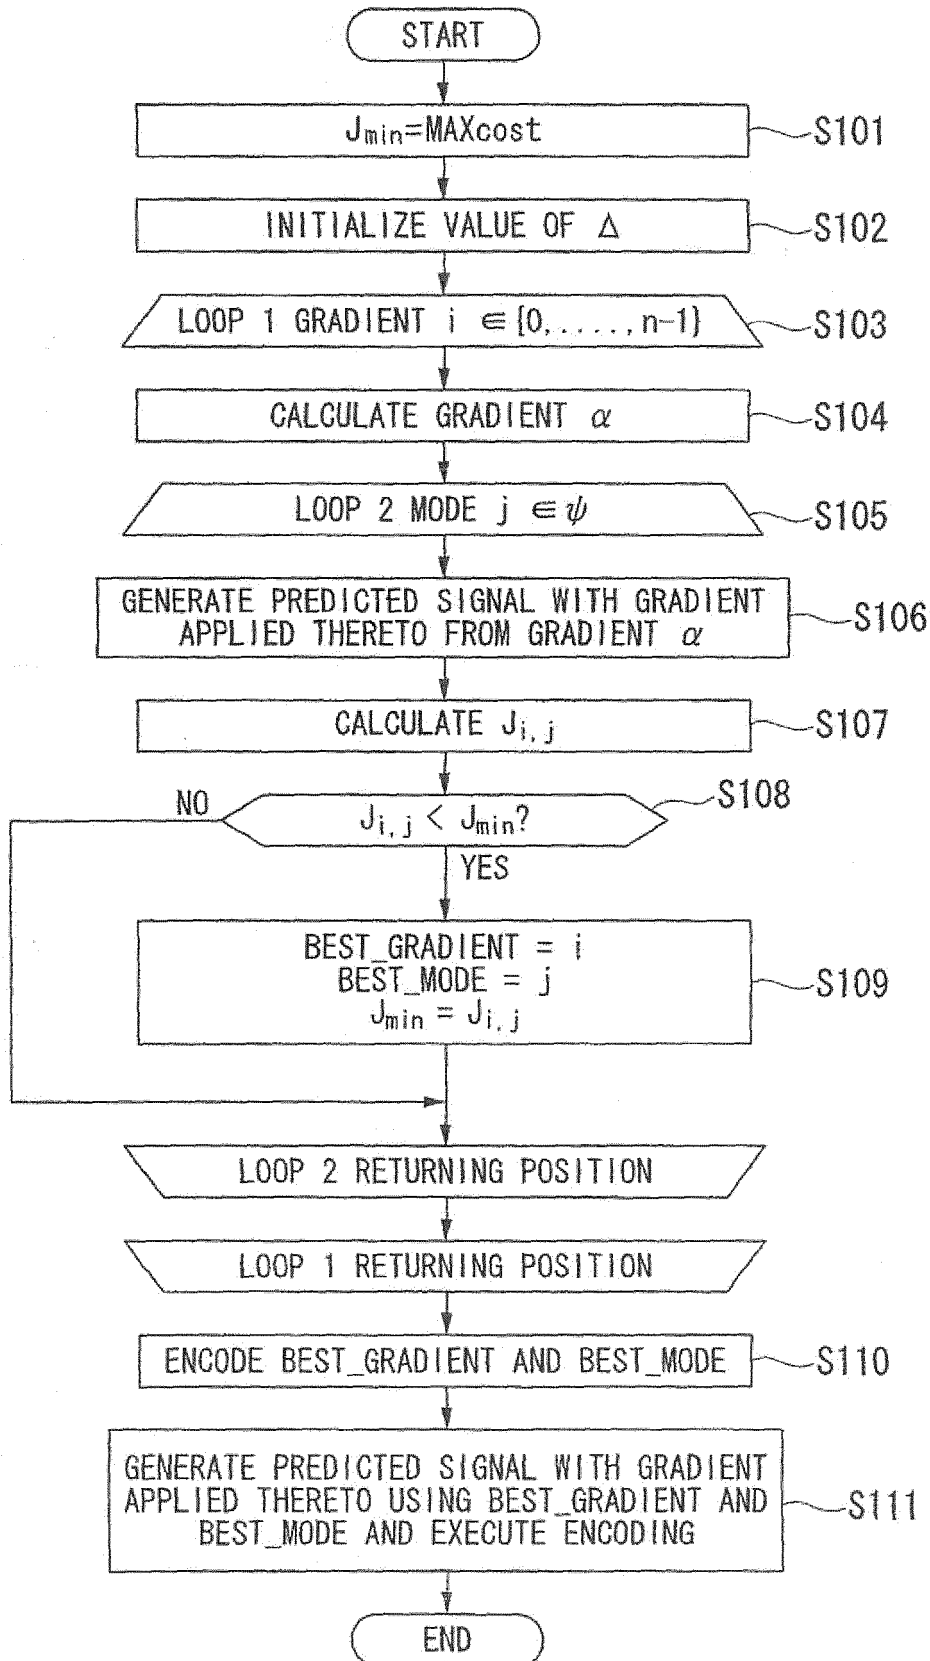 START
Jmin=MAXcost
S101
INITIALIZE VALUE OF Δ
S102
LOOP 1 GRADIENT i ∈{0,.....,n-1}
S103
CALCULATE GRADIENT α
S104
LOOP 2 MODE j ∈ψ
S105
GENERATE PREDICTED SIGNAL WITH GRADIENT
APPLIED THERETO FROM GRADIENT α
S106
CALCULATE Ji,j
S107
Ji,j < Jmin?
S108
NO
YES
BEST_GRADIENT = i
BEST_MODE = j
Jmin = Ji,j
S109
LOOP 2 RETURNING POSITION
LOOP 1 RETURNING POSITION
ENCODE BEST_GRADIENT AND BEST_MODE
S110
GENERATE PREDICTED SIGNAL WITH GRADIENT
APPLIED THERETO USING BEST_GRADIENT AND
BEST_MODE AND EXECUTE ENCODING
S111
END